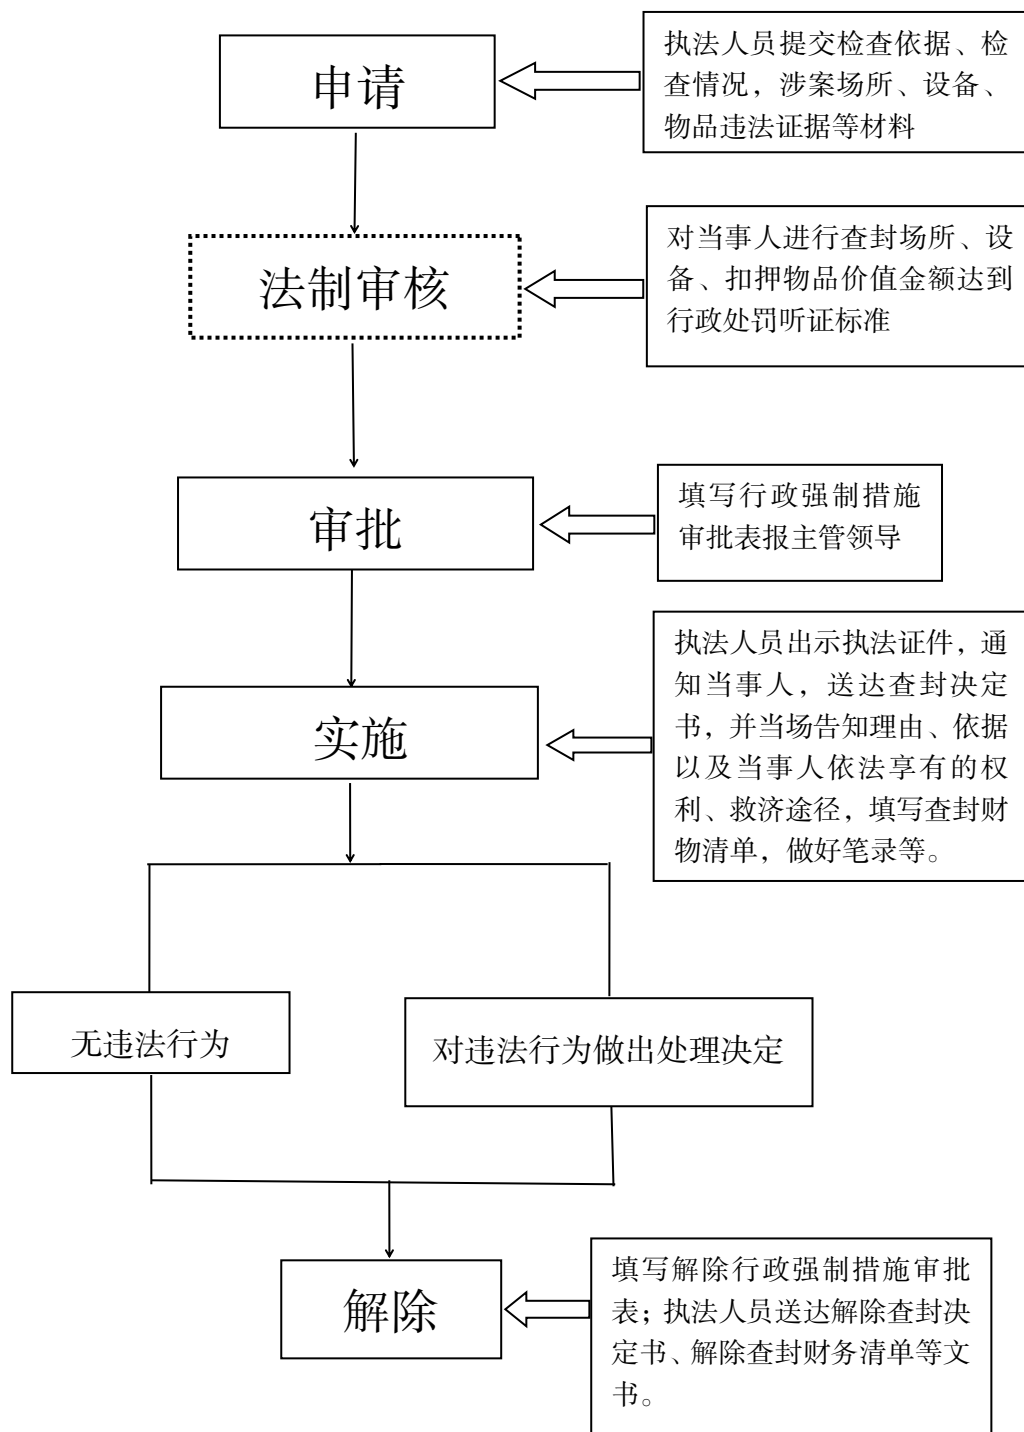 申请
执法人员提交检查依据、检
查情况，涉案场所、设备、
物品违法证据等材料
法制审核
对当事人进行查封场所、设
备、扣押物品价值金额达到
行政处罚听证标准
审批
填写行政强制措施
审批表报主管领导
实施
执法人员出示执法证件，通
知当事人，送达查封决定
书，并当场告知理由、依据
以及当事人依法享有的权
利、救济途径，填写查封财
物清单，做好笔录等。
无违法行为
对违法行为做出处理决定
解除
填写解除行政强制措施审批
表；执法人员送达解除查封决
定书、解除查封财务清单等文
书。